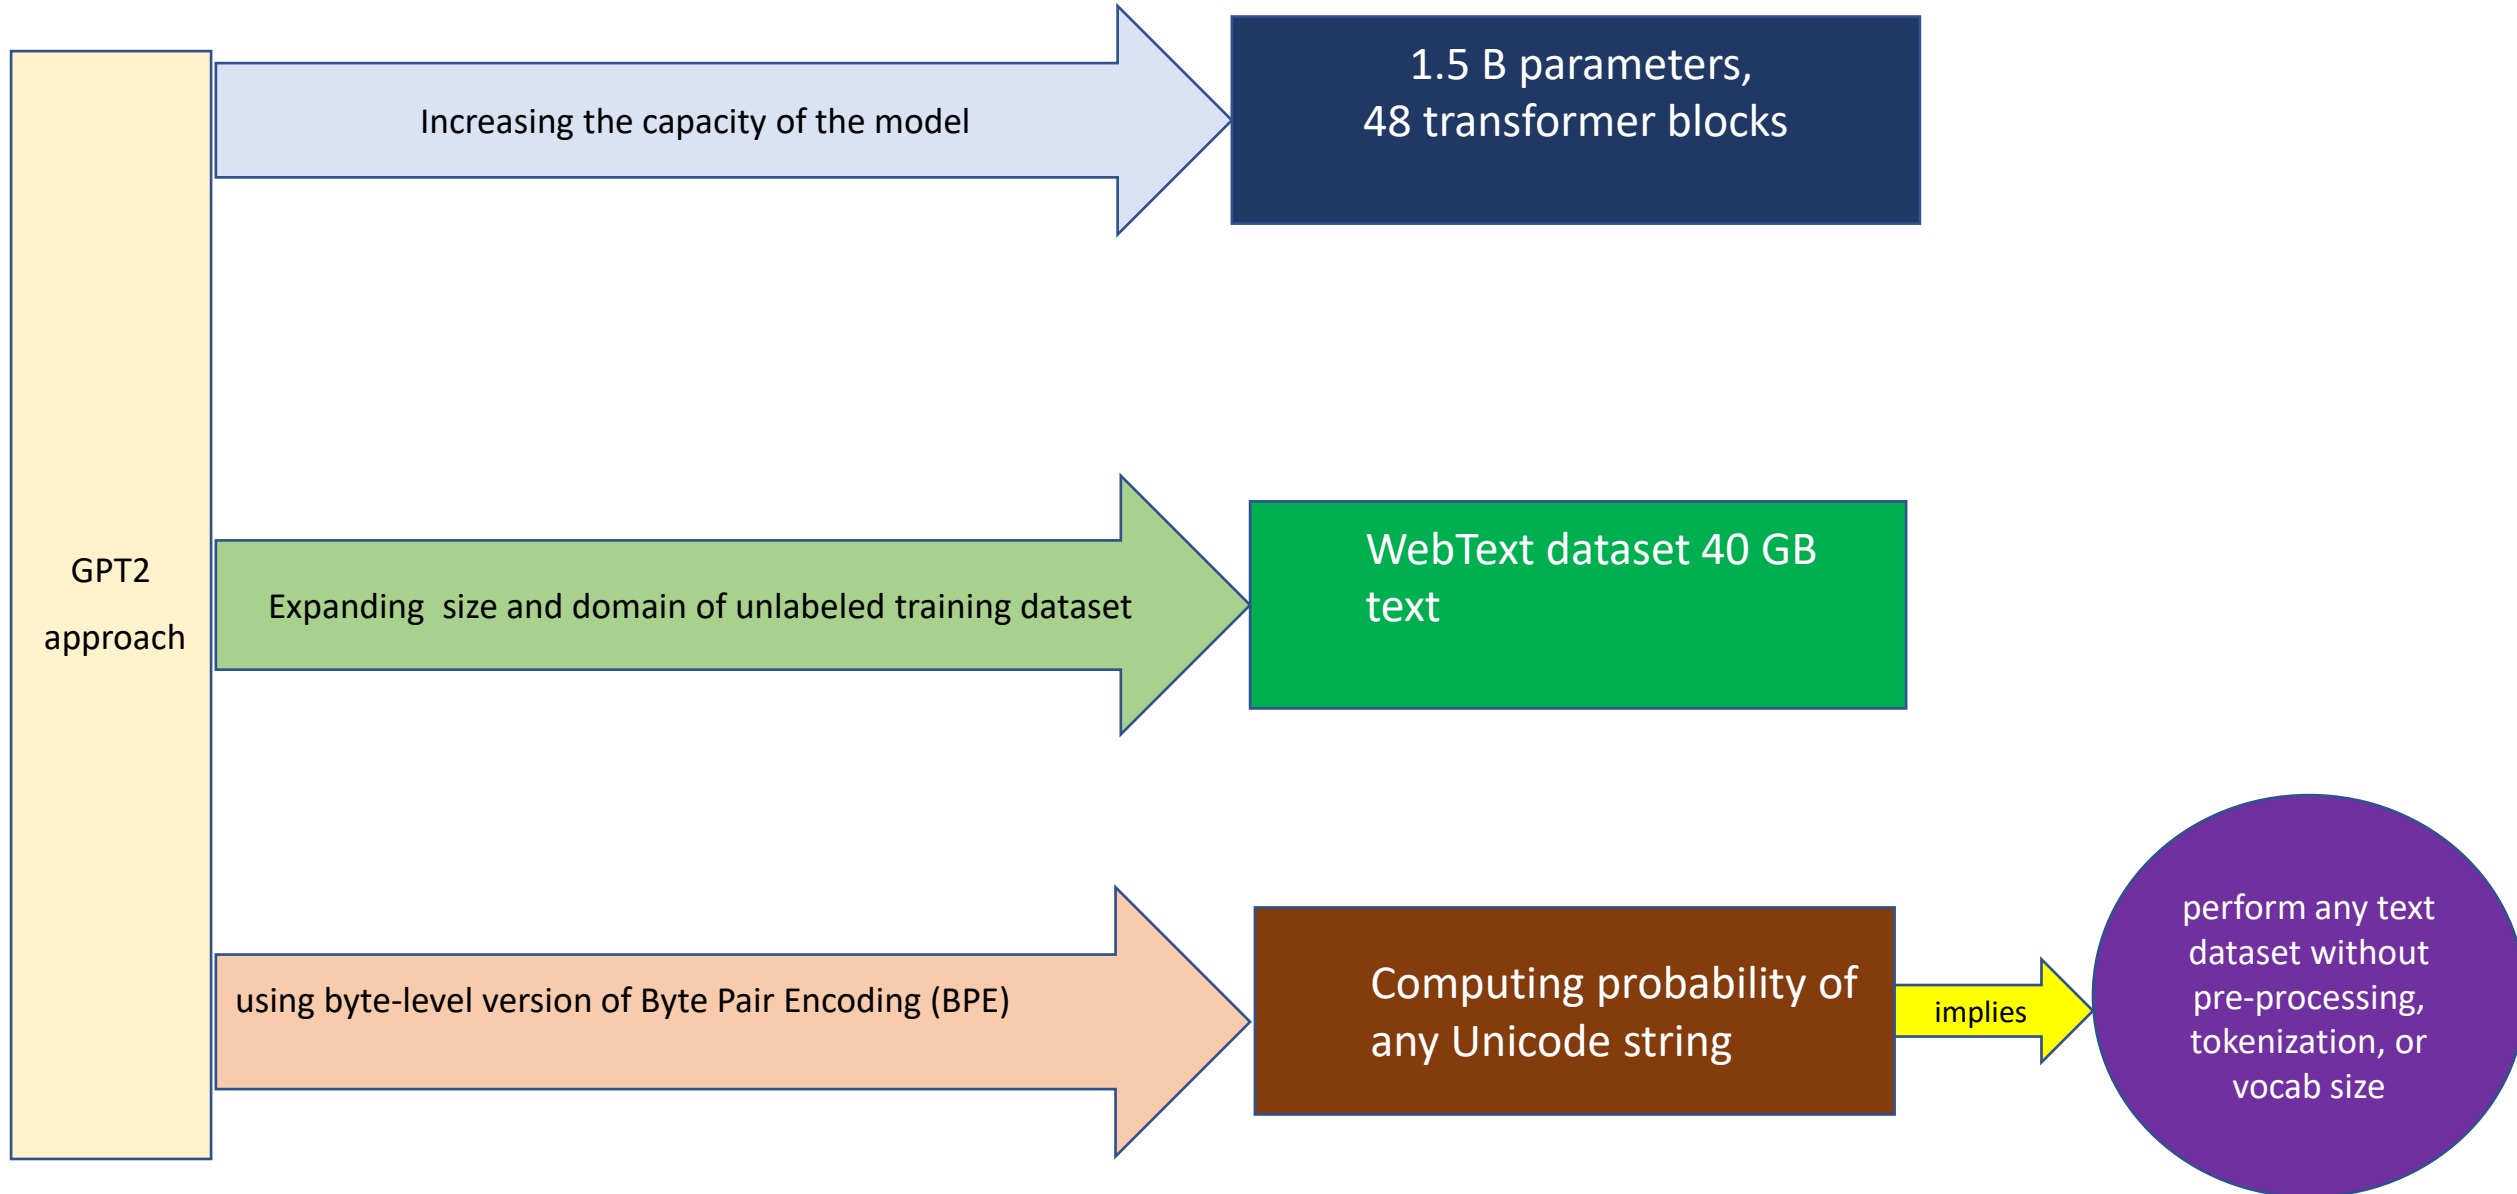 GPT2
approach
Increasing the capacity of the model
1.5 B parameters,
48 transformer blocks
Expanding  size and domain of unlabeled training dataset
WebText dataset 40 GB
text
using byte-level version of Byte Pair Encoding (BPE)
Computing probability of
any Unicode string
implies
perform any text
dataset without
pre-processing,
tokenization, or
vocab size